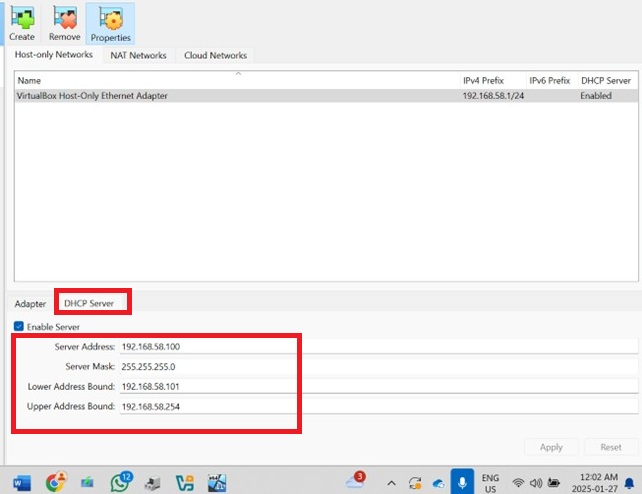 Create Remove Properties
Host-only Networks NAT Networks Cloud Networks
Name IPv4 Prefix IPv6 Prefix DHCP Server
VirtualBox Host-Only Ethernet Adapter 192.168.58.1/24 Enabled
Adapter DHCP Server
Enable Server
Server Address: 192.168.58.100
Server Mask: 255.255.255.0
Lower Address Bound: 192.168.58.101
Upper Address Bound: 192.168.58.254
Apply Reset
12 3 ENG 12:02 AM
US 2025-01-27